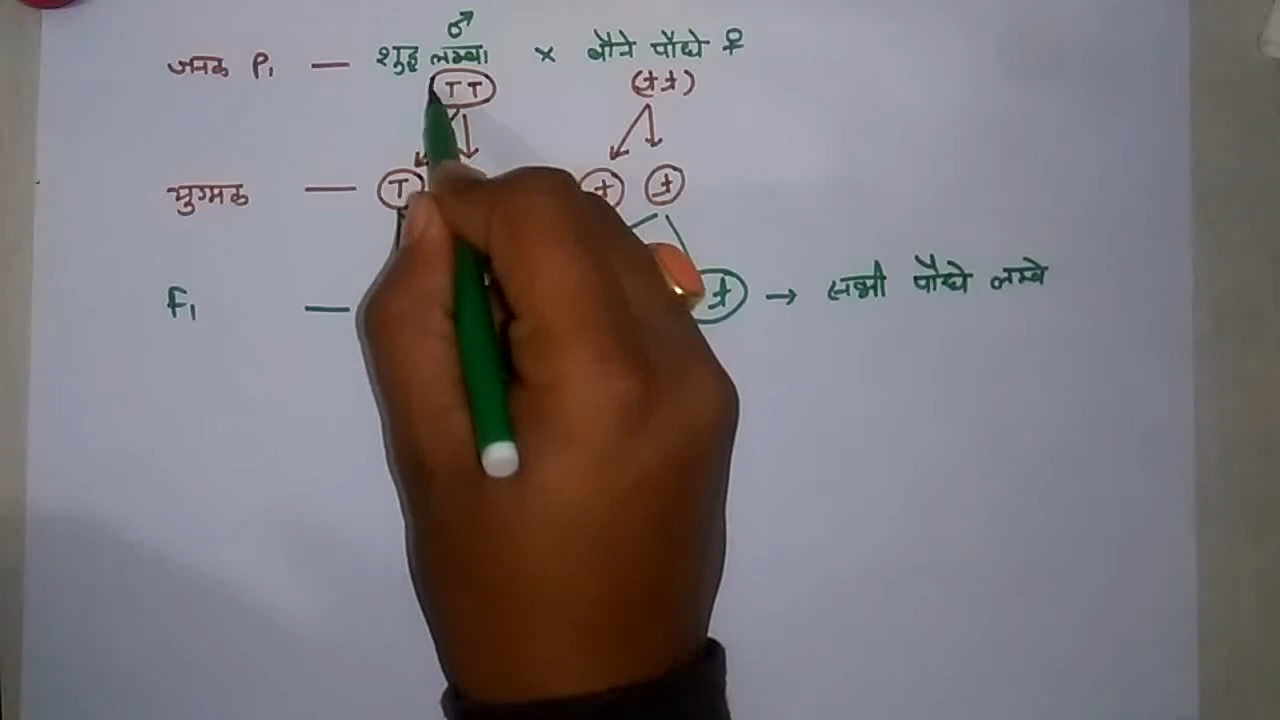 ♂
जनक P₁ — शुद्ध लम्बा × बौने पौधे ♀
TT (tt)
युग्मक — T t t
F₁ — t → सभी पौधे लम्बे